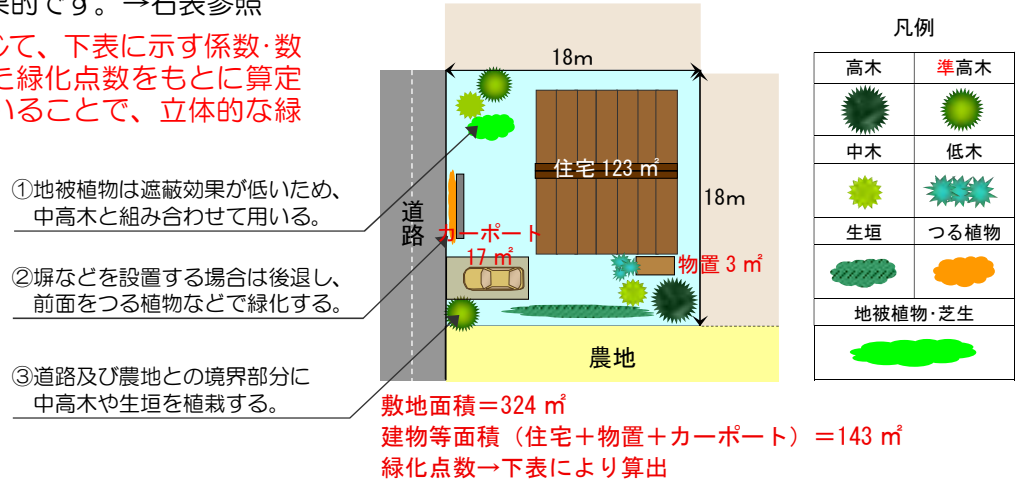 果的です。→右表参照
じて、下表に示す係数・数
た緑化点数をもとに算定
いることで、立体的な緑
①地被植物は遮蔽効果が低いため、
中高木と組み合わせて用いる。
②塀などを設置する場合は後退し、
前面をつる植物などで緑化する。
③道路及び農地との境界部分に
中高木や生垣を植栽する。
18m
住宅 123 ㎡
18m
道路
カーポート
17 ㎡
物置 3 ㎡
農地
敷地面積＝324 ㎡
建物等面積（住宅＋物置＋カーポート）＝143 ㎡
緑化点数→下表により算出
凡例
高木 準高木
中木 低木
生垣 つる植物
地被植物・芝生